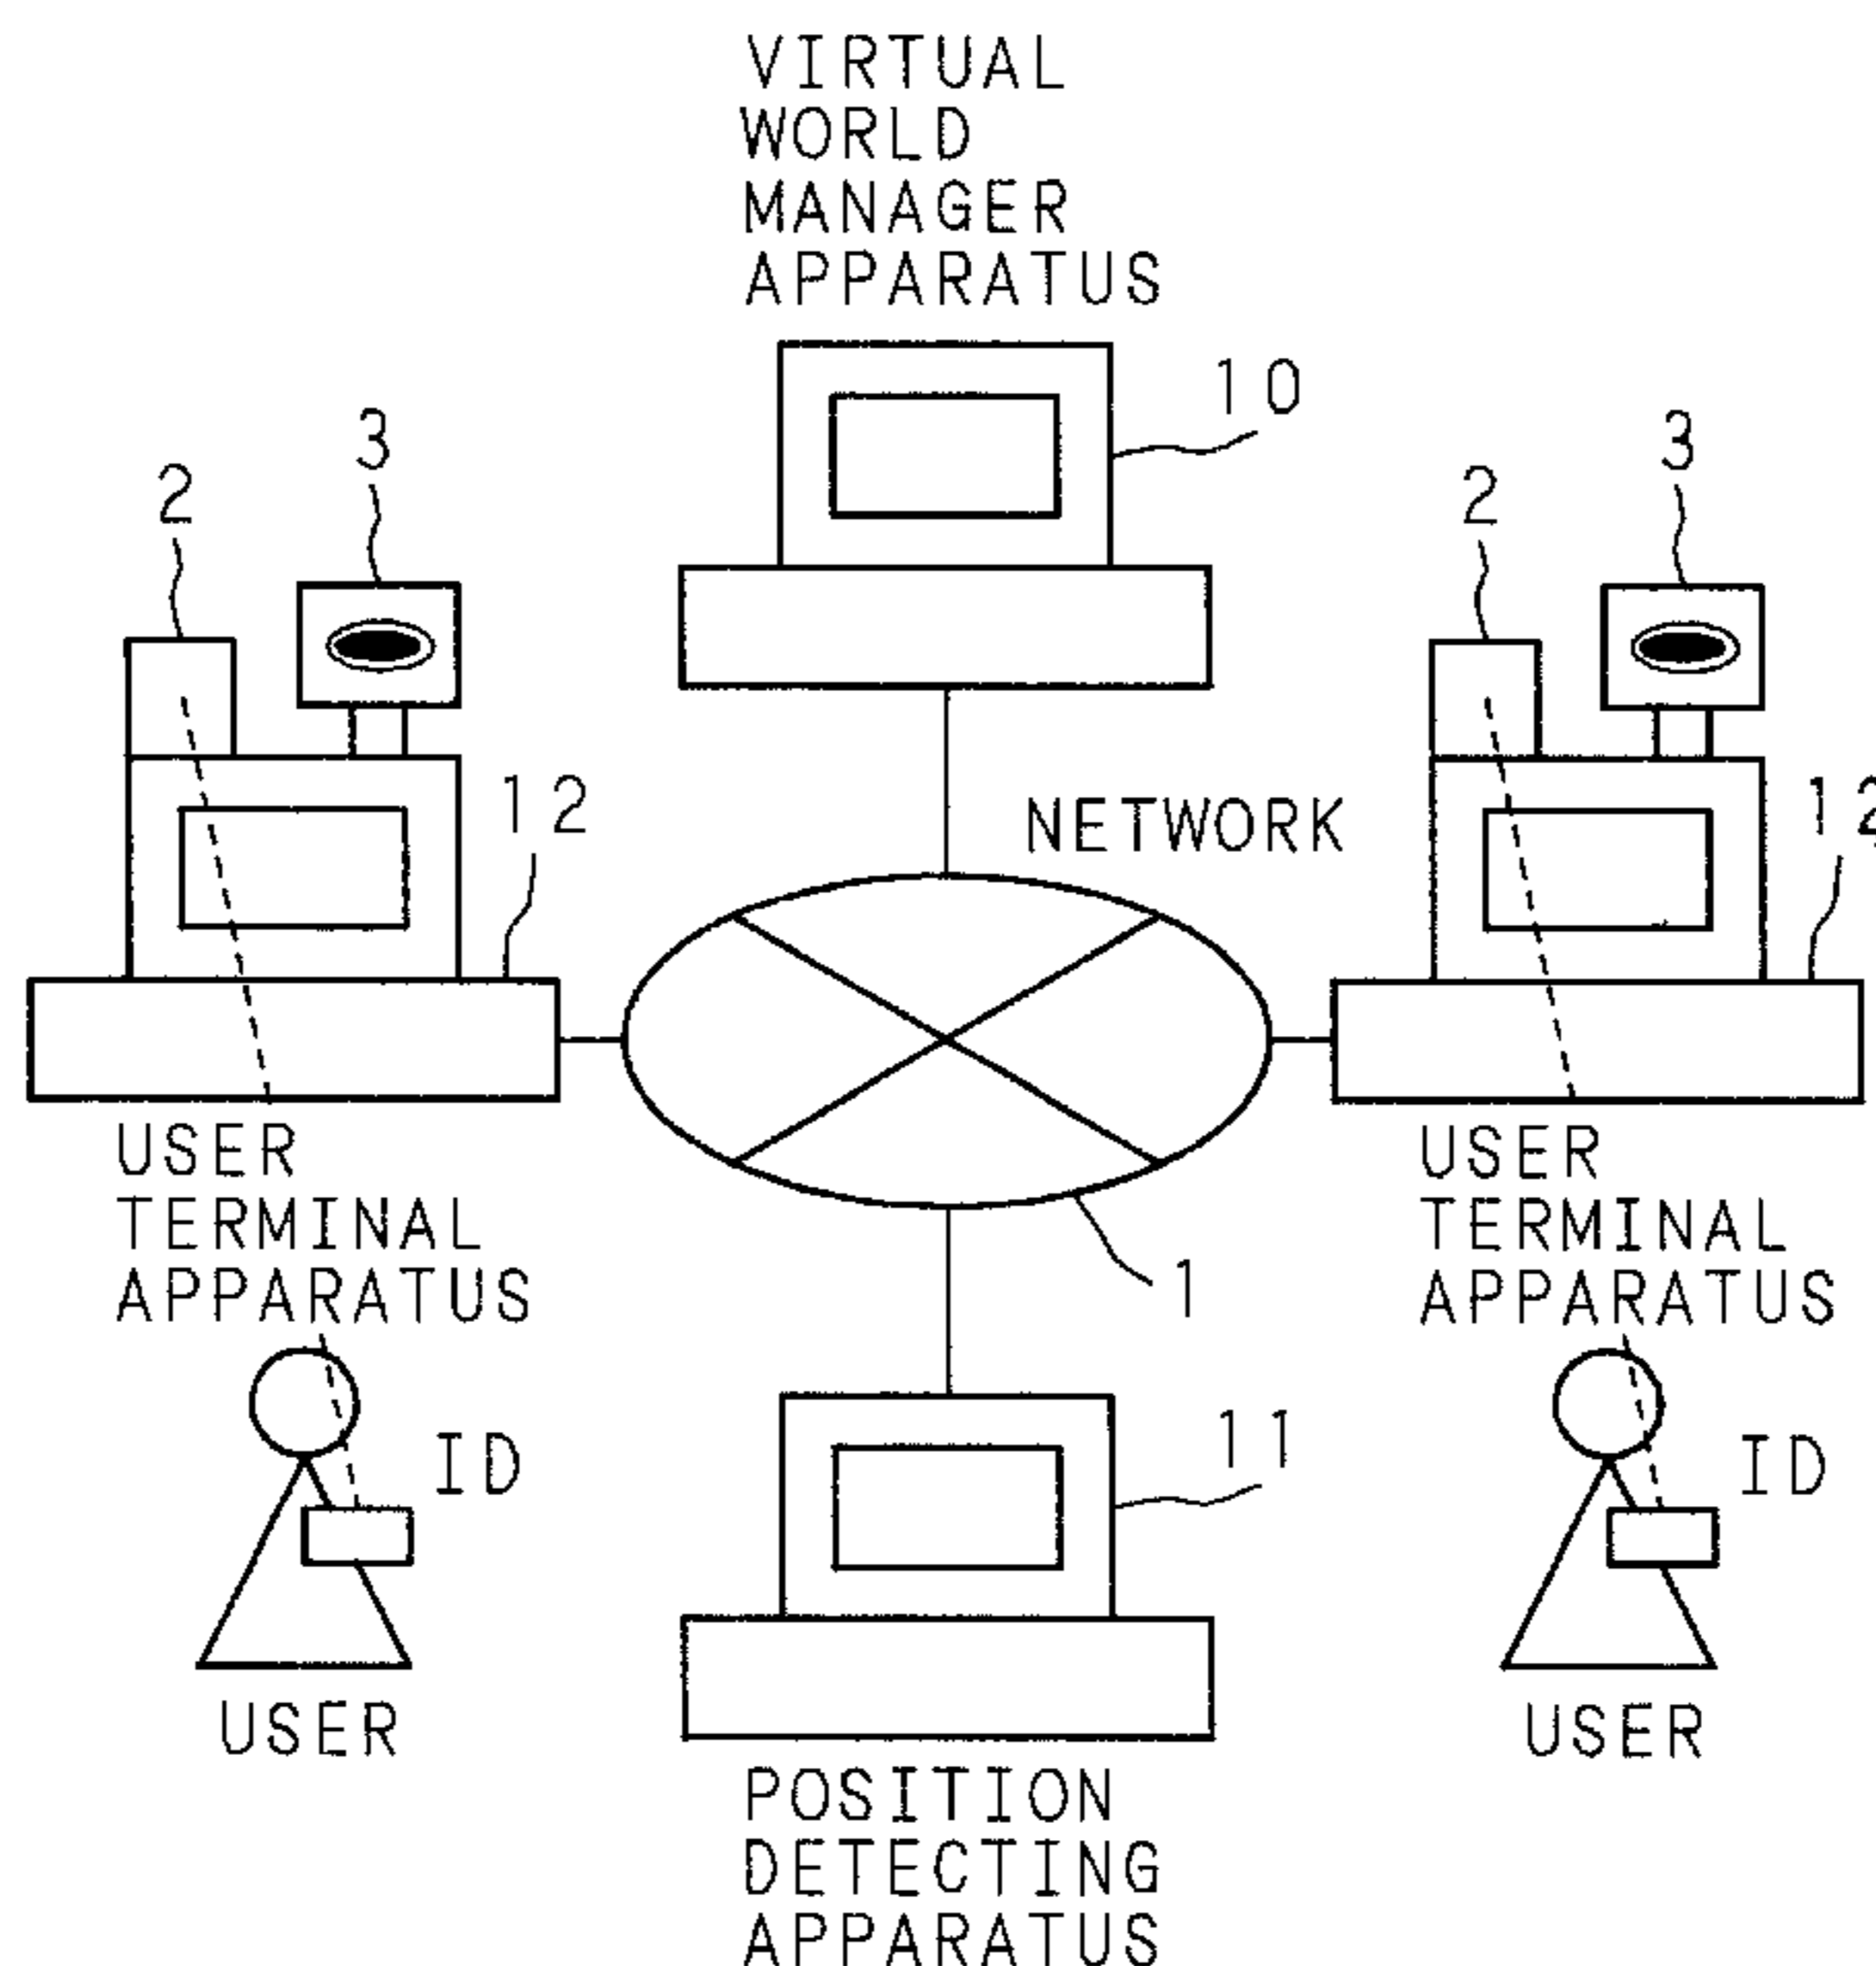 VIRTUAL
WORLD
MANAGER
APPARATUS
10
3
2
3
2
12
NETWORK
12
USER
TERMINAL
APPARATUS
1
USER
TERMINAL
APPARATUS
ID
11
ID
USER
USER
POSITION
DETECTING
APPARATUS